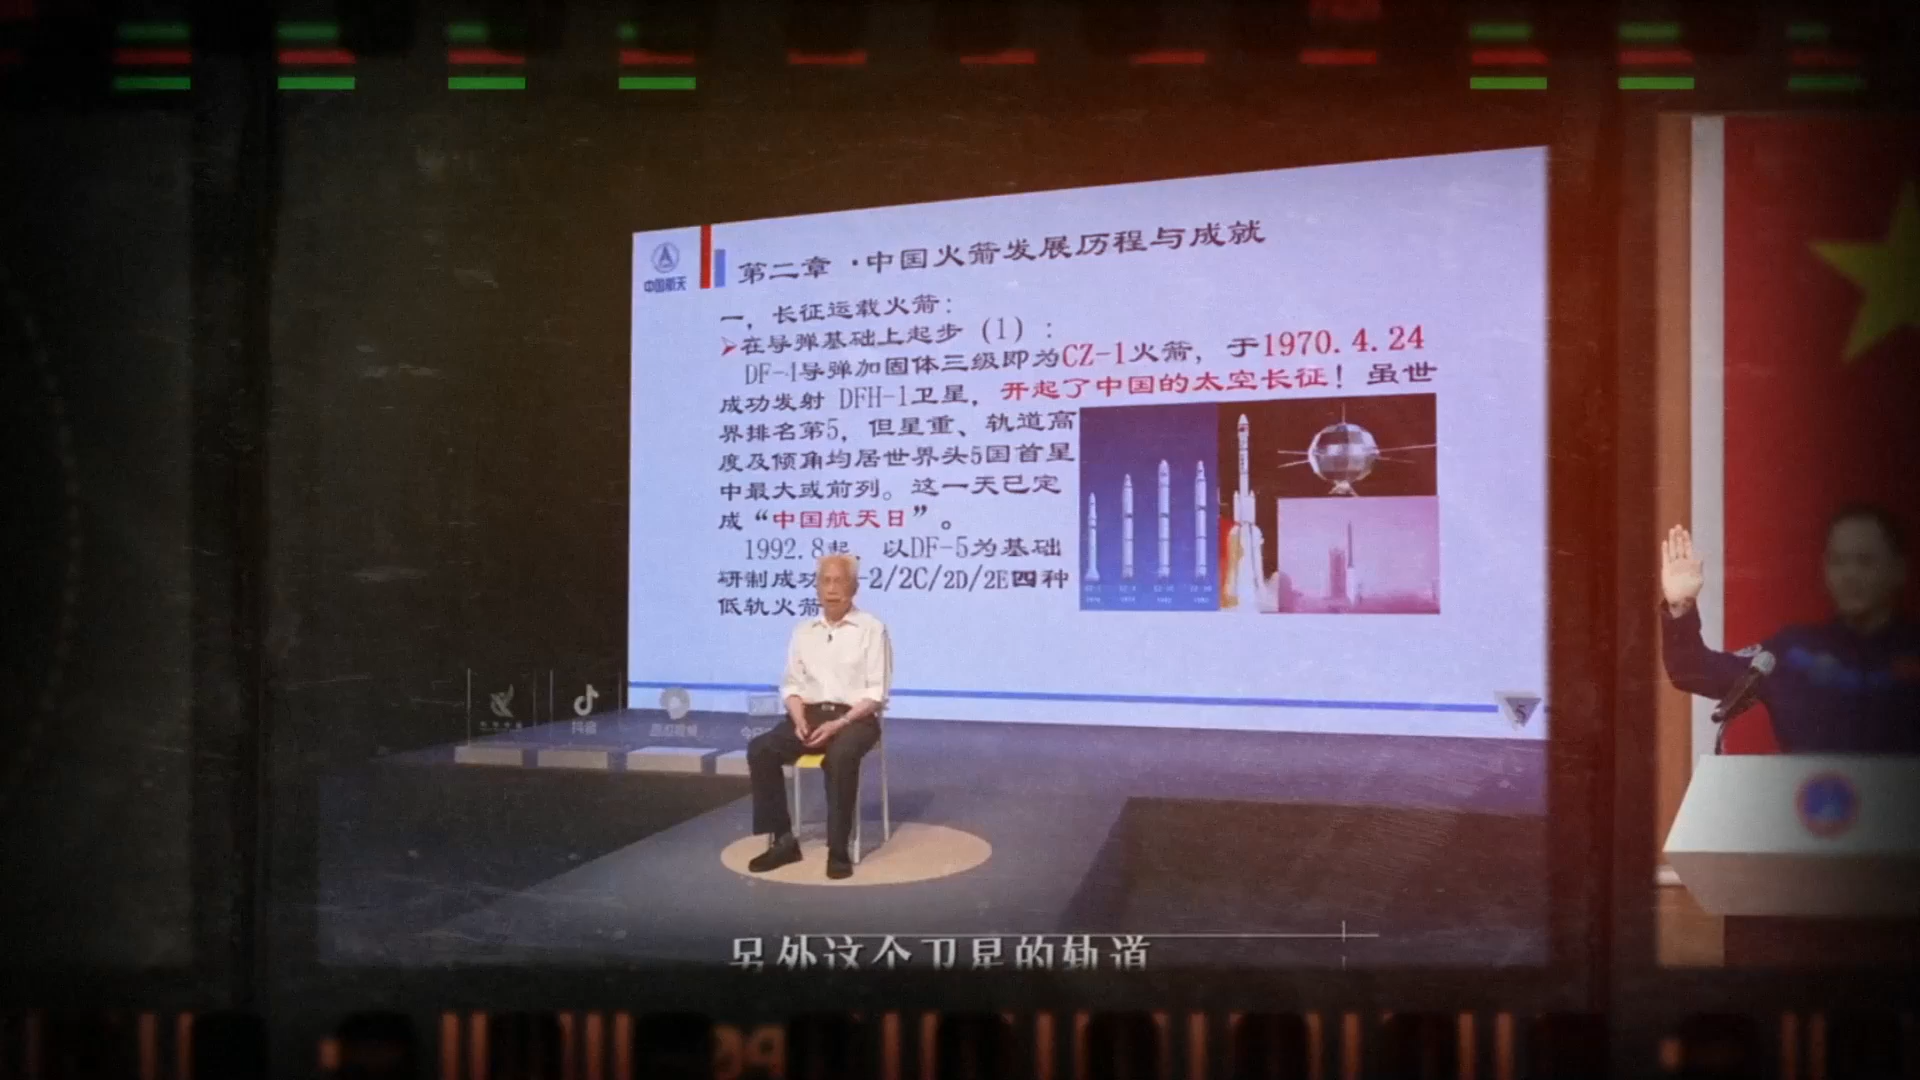 中国航天
第二章 ·中国火箭发展历程与成就
一，长征运载火箭：
➤在导弹基础上起步（1）：
DF-4导弹加固体三级即为CZ-1火箭，于1970.4.24
成功发射 DFH-1卫星，开起了中国的太空长征！虽世
界排名第5，但星重、轨道高
度及倾角均居世界头5国首星
中最大或前列。这一天已定
成“中国航天日”。
1992.8起，以DF-5为基础
研制成功-2/2C/2D/2E四种
低轨火箭
5
抖音
另外这个卫星的轨道